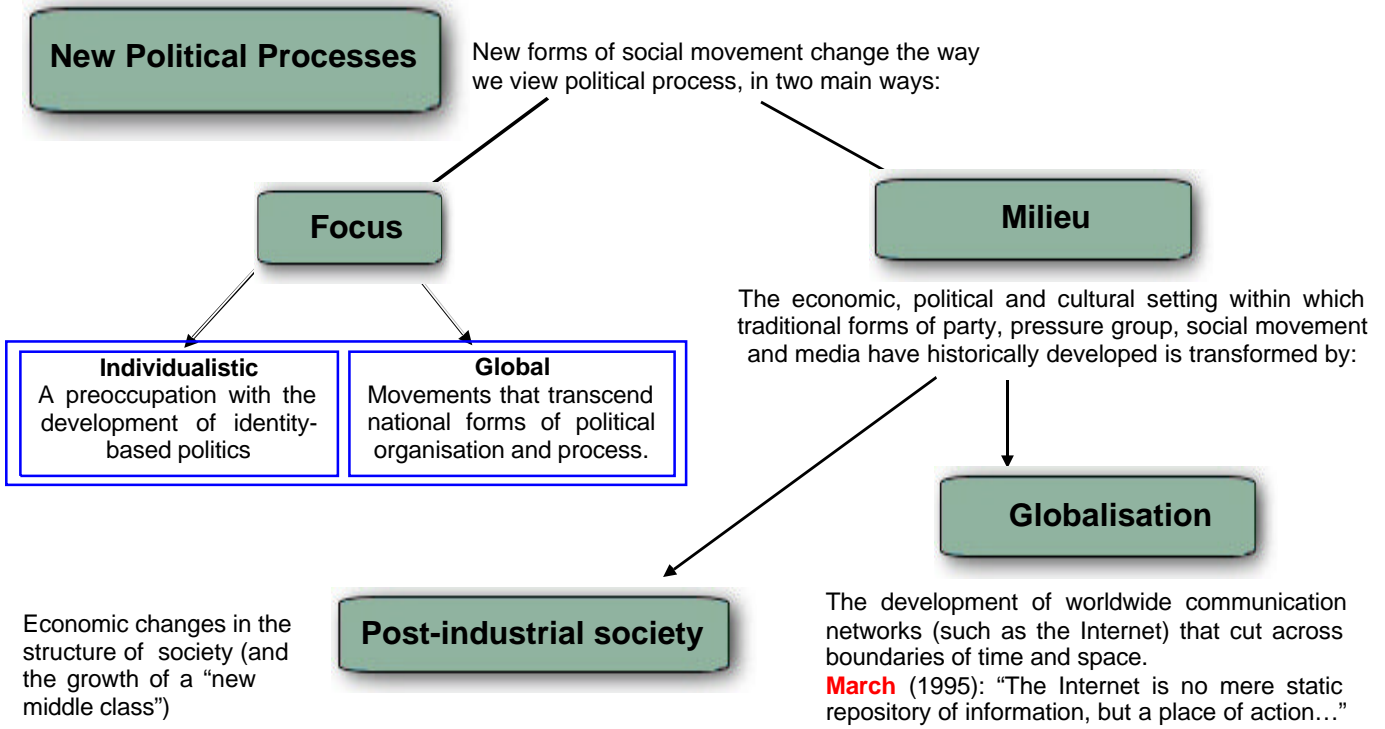 New Political Processes
New forms of social movement change the way
we view political process, in two main ways:
Focus
Individualistic
A preoccupation with the
development of identity-
based politics
Global
Movements that transcend
national forms of political
organisation and process.
Milieu
The economic, political and cultural setting within which
traditional forms of party, pressure group, social movement
and media have historically developed is transformed by:
Globalisation
The development of worldwide communication
networks (such as the Internet) that cut across
boundaries of time and space.
March (1995): “The Internet is no mere static
repository of information, but a place of action…”
Post-industrial society
Economic changes in the
structure of society (and
the growth of a “new
middle class”)